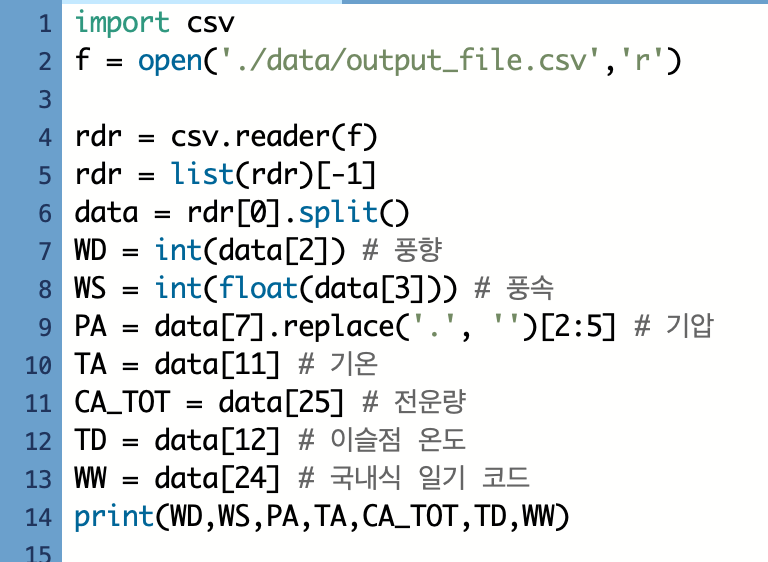 1 import csv
2 f = open('./data/output_file.csv','r')
3
4 rdr = csv.reader(f)
5 rdr = list(rdr)[-1]
6 data = rdr[0].split()
7 WD = int(data[2]) # 풍향
8 WS = int(float(data[3])) # 풍속
9 PA = data[7].replace('.', '')[2:5] # 기압
10 TA = data[11] # 기온
11 CA_TOT = data[25] # 전운량
12 TD = data[12] # 이슬점 온도
13 WW = data[24] # 국내식 일기 코드
14 print(WD,WS,PA,TA,CA_TOT,TD,WW)
15